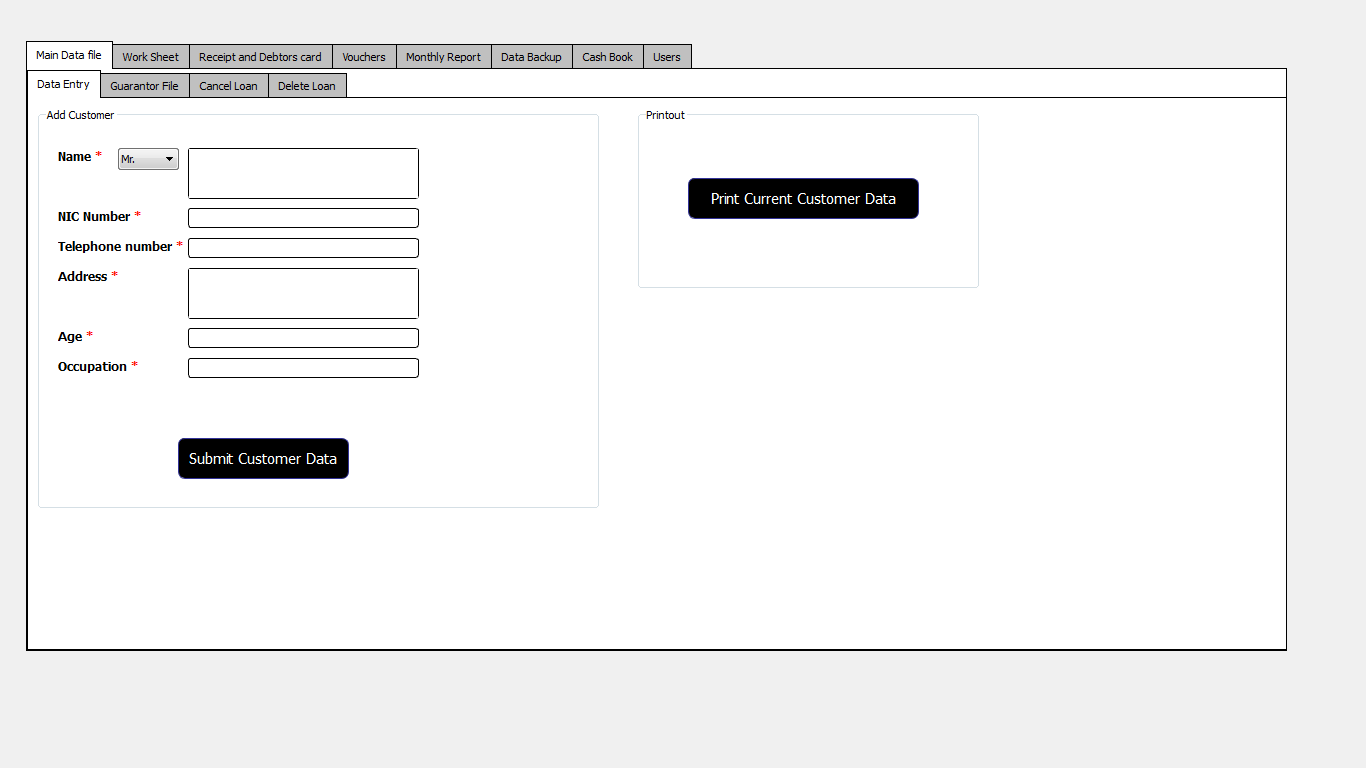 Main Data file Work Sheet Receipt and Debtors card Vouchers Monthly Report Data Backup Cash Book Users
Data Entry Guarantor File Cancel Loan Delete Loan
Add Customer
Name * Mr.
NIC Number *
Telephone number *
Address *
Age *
Occupation *
Submit Customer Data
Printout
Print Current Customer Data